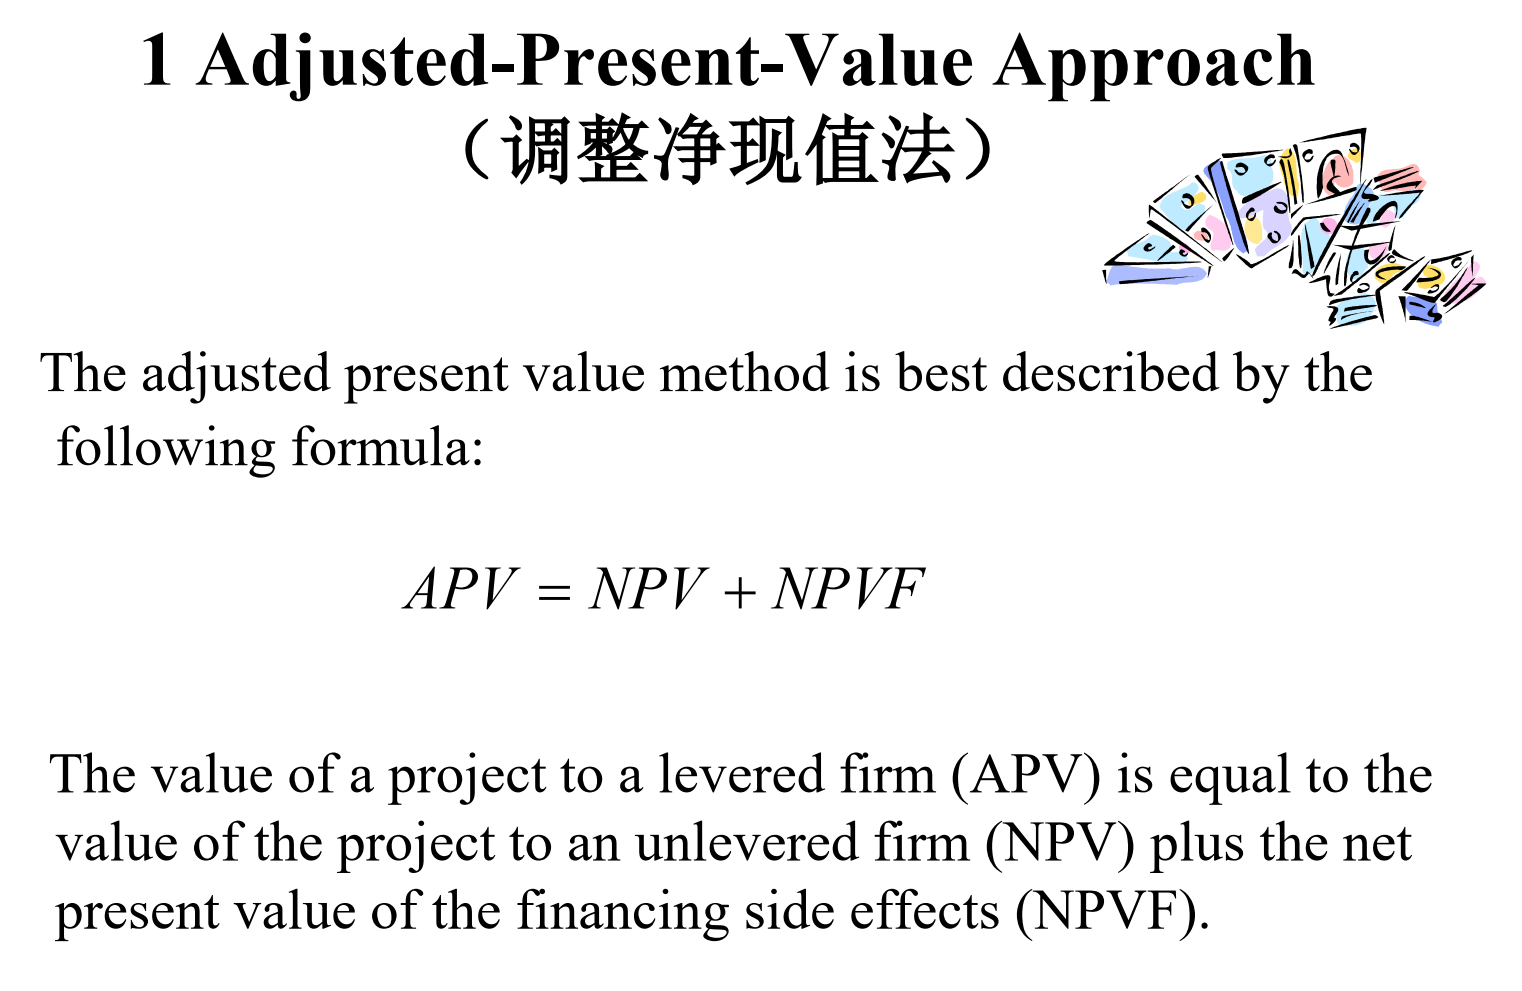 1 Adjusted-Present-Value Approach
（调整净现值法）
The adjusted present value method is best described by the
following formula:
APV = NPV + NPVF
The value of a project to a levered firm (APV) is equal to the
value of the project to an unlevered firm (NPV) plus the net
present value of the financing side effects (NPVF).